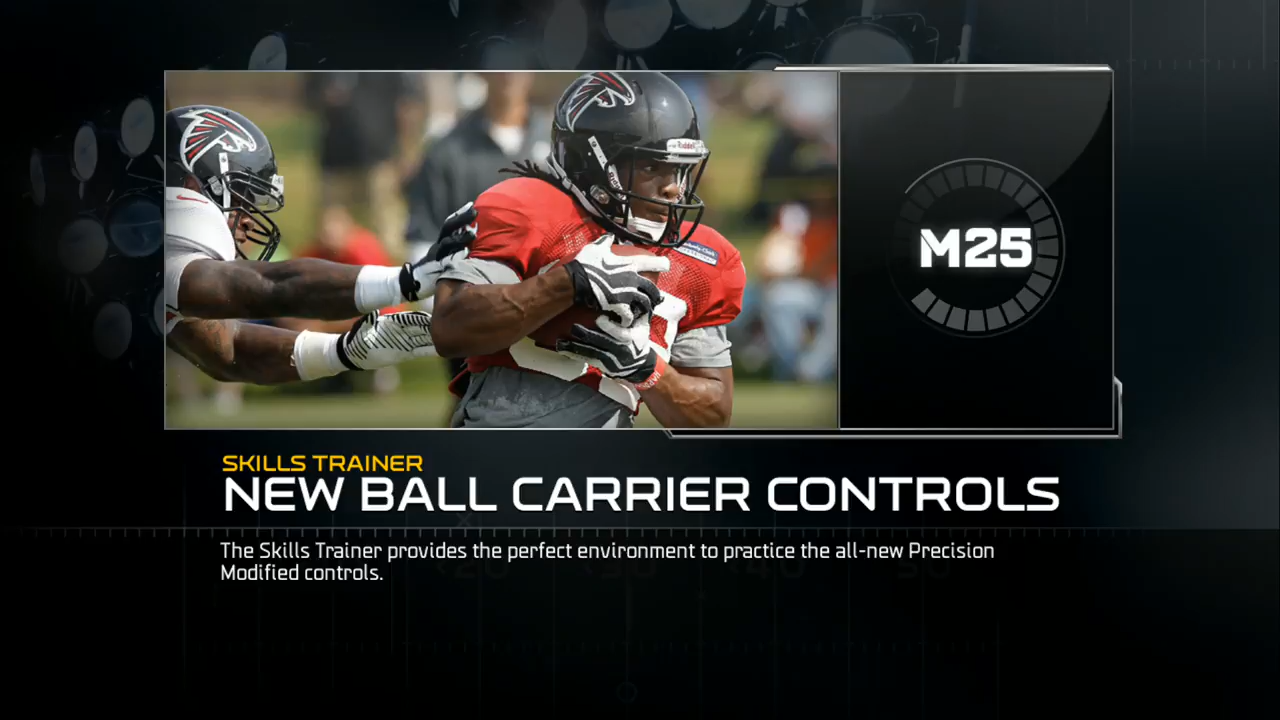 Riddell
M25
SKILLS TRAINER
NEW BALL CARRIER CONTROLS
The Skills Trainer provides the perfect environment to practice the all-new Precision
Modified controls.